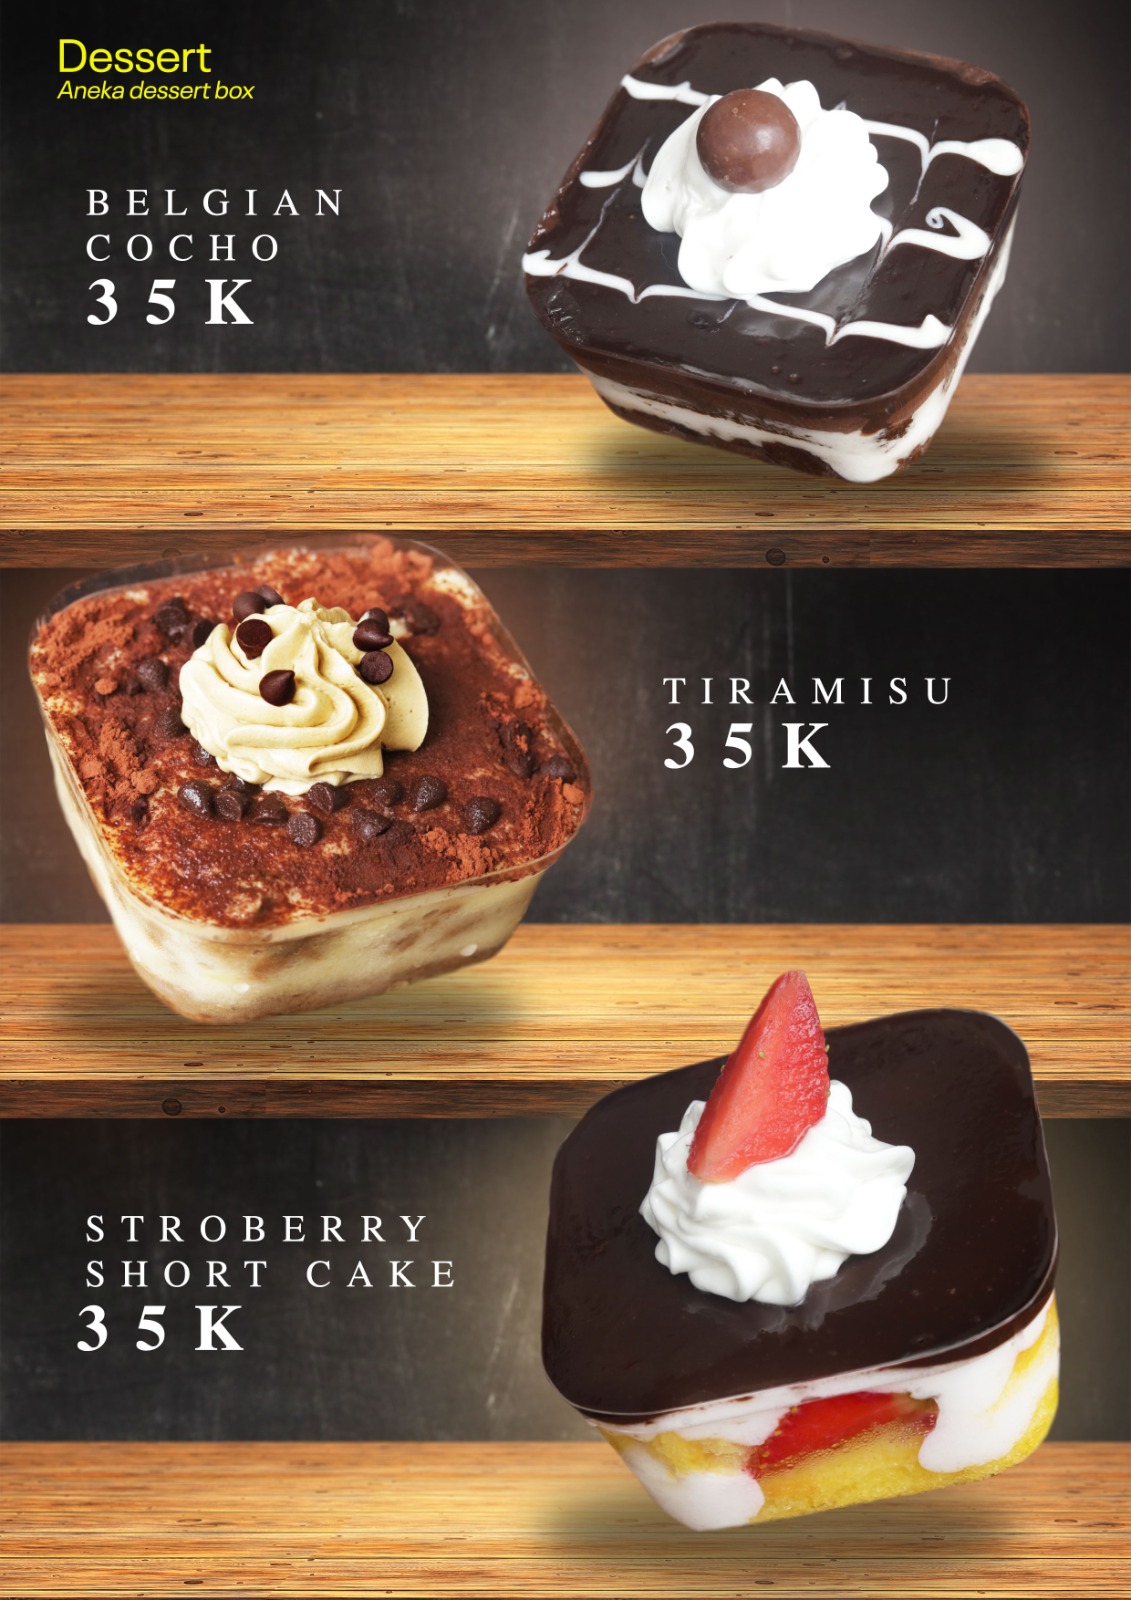 Dessert
Aneka dessert box
BELGIAN
COCHO
35K
TIRAMISU
35K
STROBERRY
SHORT CAKE
35K